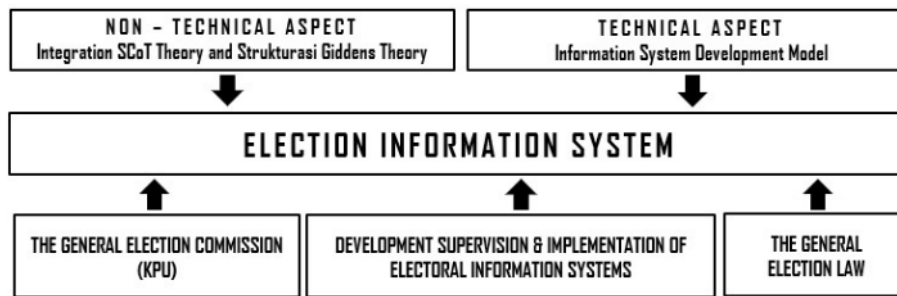 NON – TECHNICAL ASPECT
Integration SCoT Theory and Strukturasi Giddens Theory
TECHNICAL ASPECT
Information System Development Model
ELECTION INFORMATION SYSTEM
THE GENERAL ELECTION COMMISSION
(KPU)
DEVELOPMENT SUPERVISION & IMPLEMENTATION OF
ELECTORAL INFORMATION SYSTEMS
THE GENERAL
ELECTION LAW